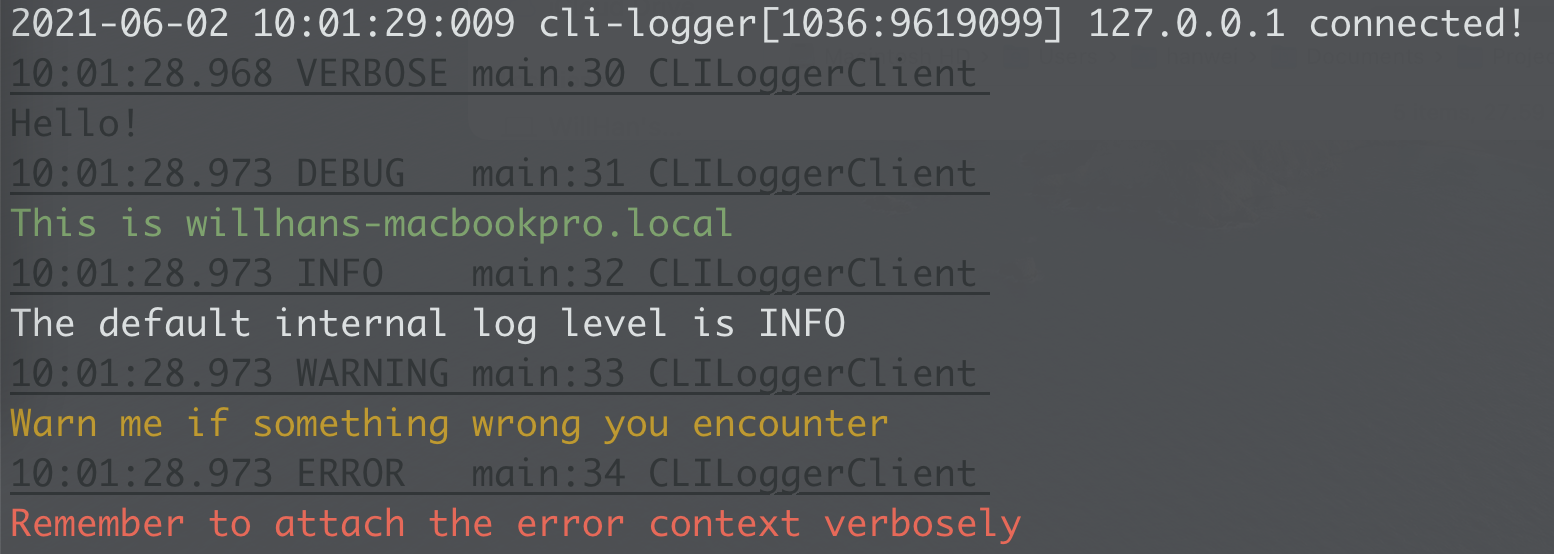 2021-06-02 10:01:29:009 cli-logger[1036:9619099] 127.0.0.1 connected!
10:01:28.968 VERBOSE main:30 CLILoggerClient
Hello!
10:01:28.973 DEBUG   main:31 CLILoggerClient
This is willhans-macbookpro.local
10:01:28.973 INFO    main:32 CLILoggerClient
The default internal log level is INFO
10:01:28.973 WARNING main:33 CLILoggerClient
Warn me if something wrong you encounter
10:01:28.973 ERROR   main:34 CLILoggerClient
Remember to attach the error context verbosely